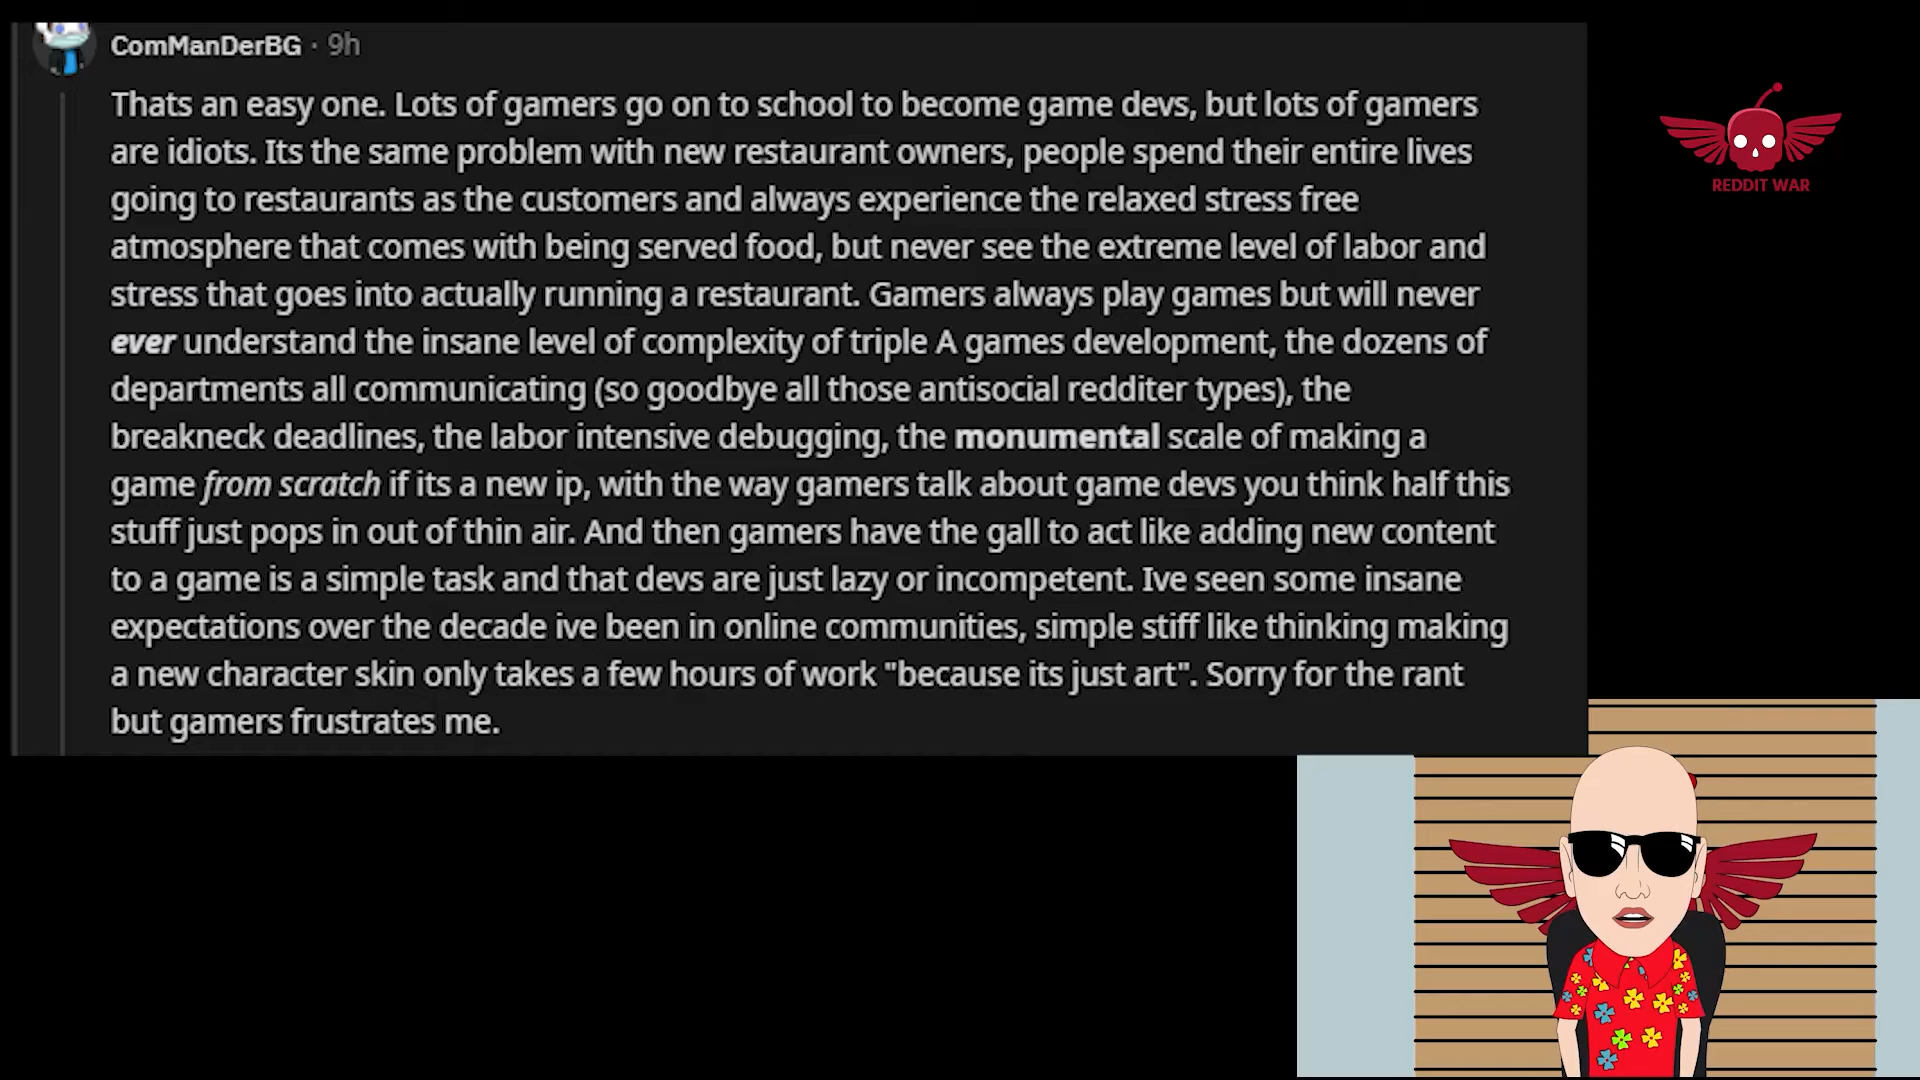 ComManDerBG · 9h
Thats an easy one. Lots of gamers go on to school to become game devs, but lots of gamers
are idiots. Its the same problem with new restaurant owners, people spend their entire lives
going to restaurants as the customers and always experience the relaxed stress free
atmosphere that comes with being served food, but never see the extreme level of labor and
stress that goes into actually running a restaurant. Gamers always play games but will never
ever understand the insane level of complexity of triple A games development, the dozens of
departments all communicating (so goodbye all those antisocial redditer types), the
breakneck deadlines, the labor intensive debugging, the monumental scale of making a
game from scratch if its a new ip, with the way gamers talk about game devs you think half this
stuff just pops in out of thin air. And then gamers have the gall to act like adding new content
to a game is a simple task and that devs are just lazy or incompetent. Ive seen some insane
expectations over the decade ive been in online communities, simple stiff like thinking making
a new character skin only takes a few hours of work "because its just art". Sorry for the rant
but gamers frustrates me.
REDDIT WAR